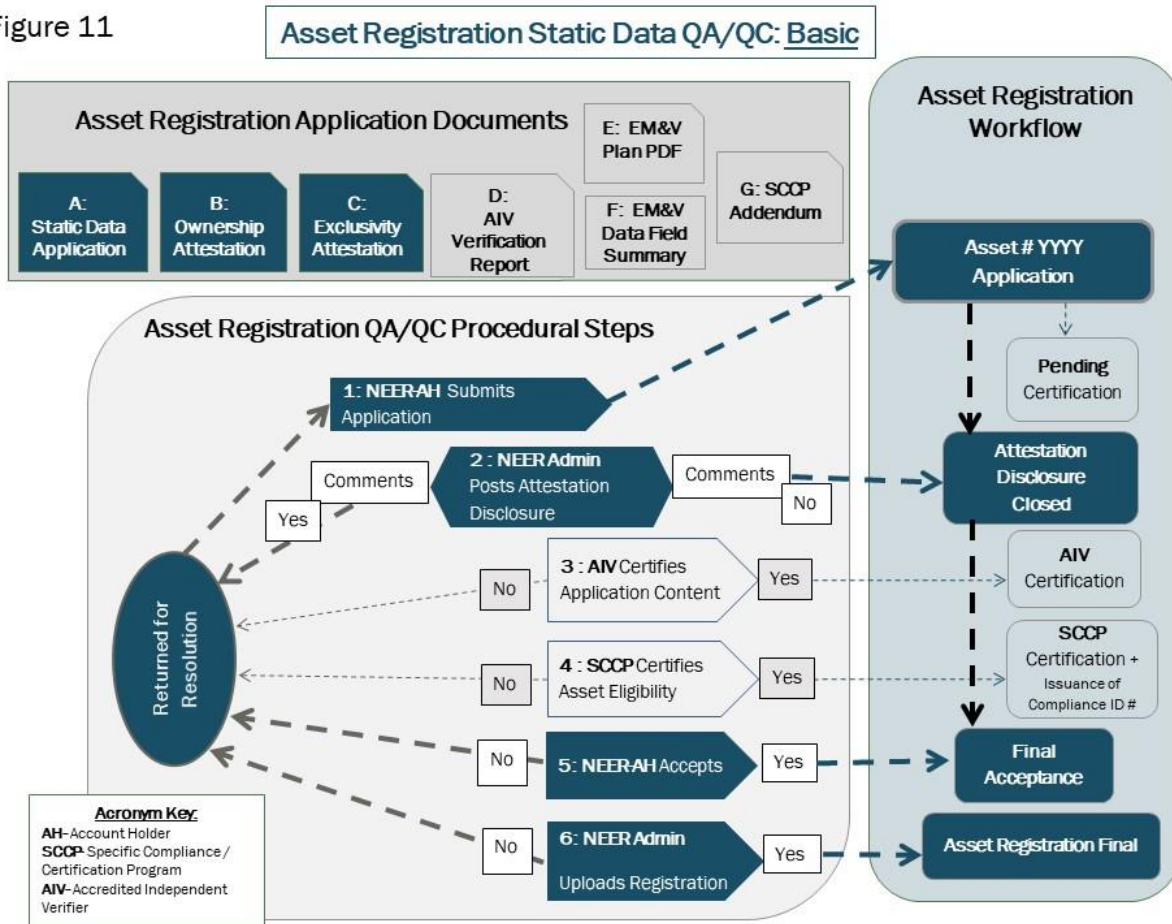 Figure 11
Asset Registration Static Data QA/QC: Basic
Asset Registration Application Documents
A:
Static Data
Application
B:
Ownership
Attestation
C:
Exclusivity
Attestation
D:
AIV
Verification
Report
E: EM&V
Plan PDF
F: EM&V
Data Field
Summary
G: SCCP
Addendum
Asset Registration QA/QC Procedural Steps
1: NEER-AH Submits
Application
2 : NEER Admin
Posts Attestation
Disclosure
Comments
Yes
Comments
No
3 : AIV Certifies
Application Content
No
Yes
4 : SCCP Certifies
Asset Eligibility
No
Yes
5: NEER-AH Accepts
No
Yes
6: NEER Admin
Uploads Registration
No
Yes
Returned for
Resolution
Acronym Key:
AH-Account Holder
SCCP-Specific Compliance /
Certification Program
AIV-Accredited Independent
Verifier
Asset Registration
Workflow
Asset # YYYY
Application
Pending
Certification
Attestation
Disclosure
Closed
AIV
Certification
SCCP
Certification +
Issuance of
Compliance ID #
Final
Acceptance
Asset Registration Final